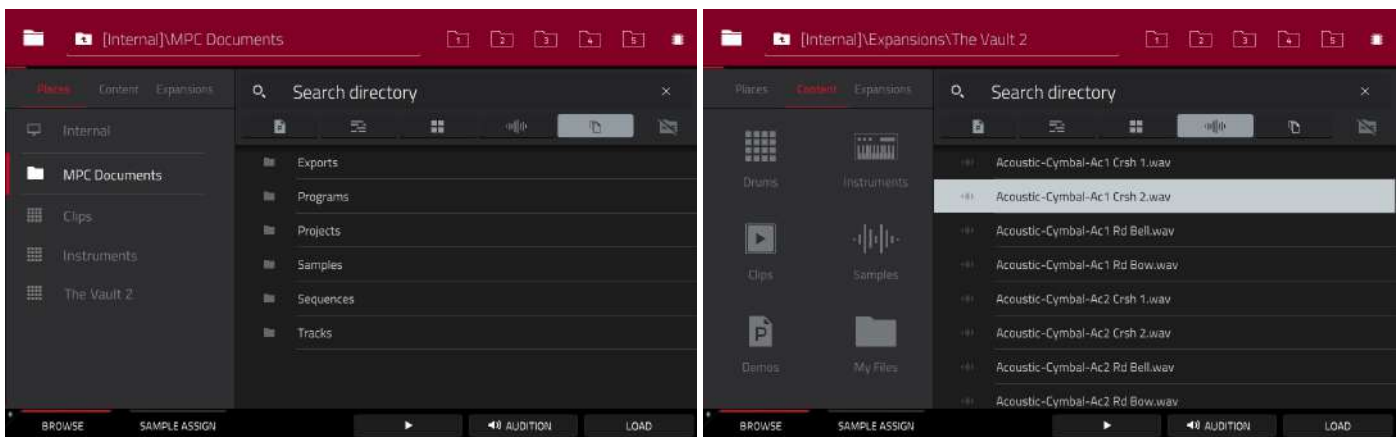 [Internal]\MPC Documents
1 2 3 4 5
Places Content Expansions
Search directory
Internal
MPC Documents
Clips
Instruments
The Vault 2
Exports
Programs
Projects
Samples
Sequences
Tracks
BROWSE SAMPLE ASSIGN AUDITION LOAD
[Internal]\Expansions\The Vault 2
1 2 3 4 5
Places Content Expansions
Search directory
Drums Instruments
Clips Samples
P
Demos My Files
Acoustic-Cymbal-Ac1 Crsh 1.wav
Acoustic-Cymbal-Ac1 Crsh 2.wav
Acoustic-Cymbal-Ac1 Rd Bell.wav
Acoustic-Cymbal-Ac1 Rd Bow.wav
Acoustic-Cymbal-Ac2 Crsh 1.wav
Acoustic-Cymbal-Ac2 Crsh 2.wav
Acoustic-Cymbal-Ac2 Rd Bell.wav
Acoustic-Cymbal-Ac2 Rd Bow.wav
BROWSE SAMPLE ASSIGN AUDITION LOAD